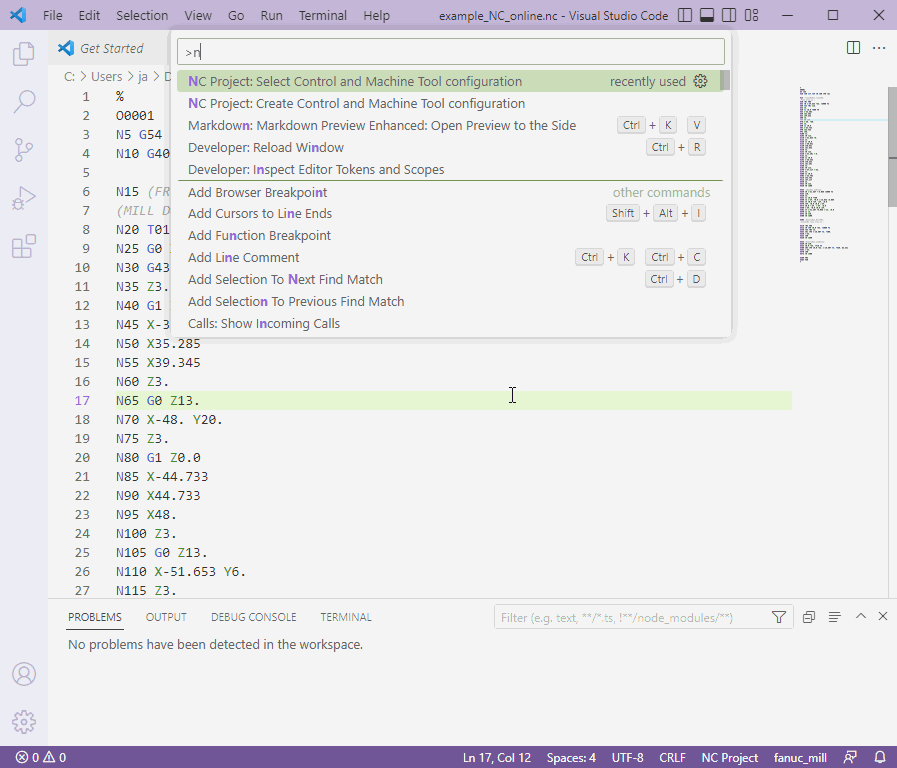 File Edit Selection View Go Run Terminal Help example_NC_online.nc - Visual Studio Code
Get Started
>n
C: > Users > ja > D
NC Project: Select Control and Machine Tool configuration recently used
NC Project: Create Control and Machine Tool configuration
Markdown: Markdown Preview Enhanced: Open Preview to the Side Ctrl + K V
Developer: Reload Window Ctrl + R
Developer: Inspect Editor Tokens and Scopes
Add Browser Breakpoint other commands
Add Cursors to Line Ends Shift + Alt + I
Add Function Breakpoint
Add Line Comment Ctrl + K Ctrl + C
Add Selection To Next Find Match Ctrl + D
Add Selection To Previous Find Match
Calls: Show Incoming Calls
1 %
2 O0001
3 N5 G54
4 N10 G40
5
6 N15 (FR
7 (MILL D
8 N20 T01
9 N25 G0
10 N30 G43
11 N35 Z3.
12 N40 G1
13 N45 X-3
14 N50 X35.285
15 N55 X39.345
16 N60 Z3.
17 N65 G0 Z13.
18 N70 X-48. Y20.
19 N75 Z3.
20 N80 G1 Z0.0
21 N85 X-44.733
22 N90 X44.733
23 N95 X48.
24 N100 Z3.
25 N105 G0 Z13.
26 N110 X-51.653 Y6.
27 N115 Z3.
PROBLEMS OUTPUT DEBUG CONSOLE TERMINAL Filter (e.g. text, **/*.ts, !**/node_modules/**)
No problems have been detected in the workspace.
0 0 Ln 17, Col 12 Spaces: 4 UTF-8 CRLF NC Project fanuc_mill